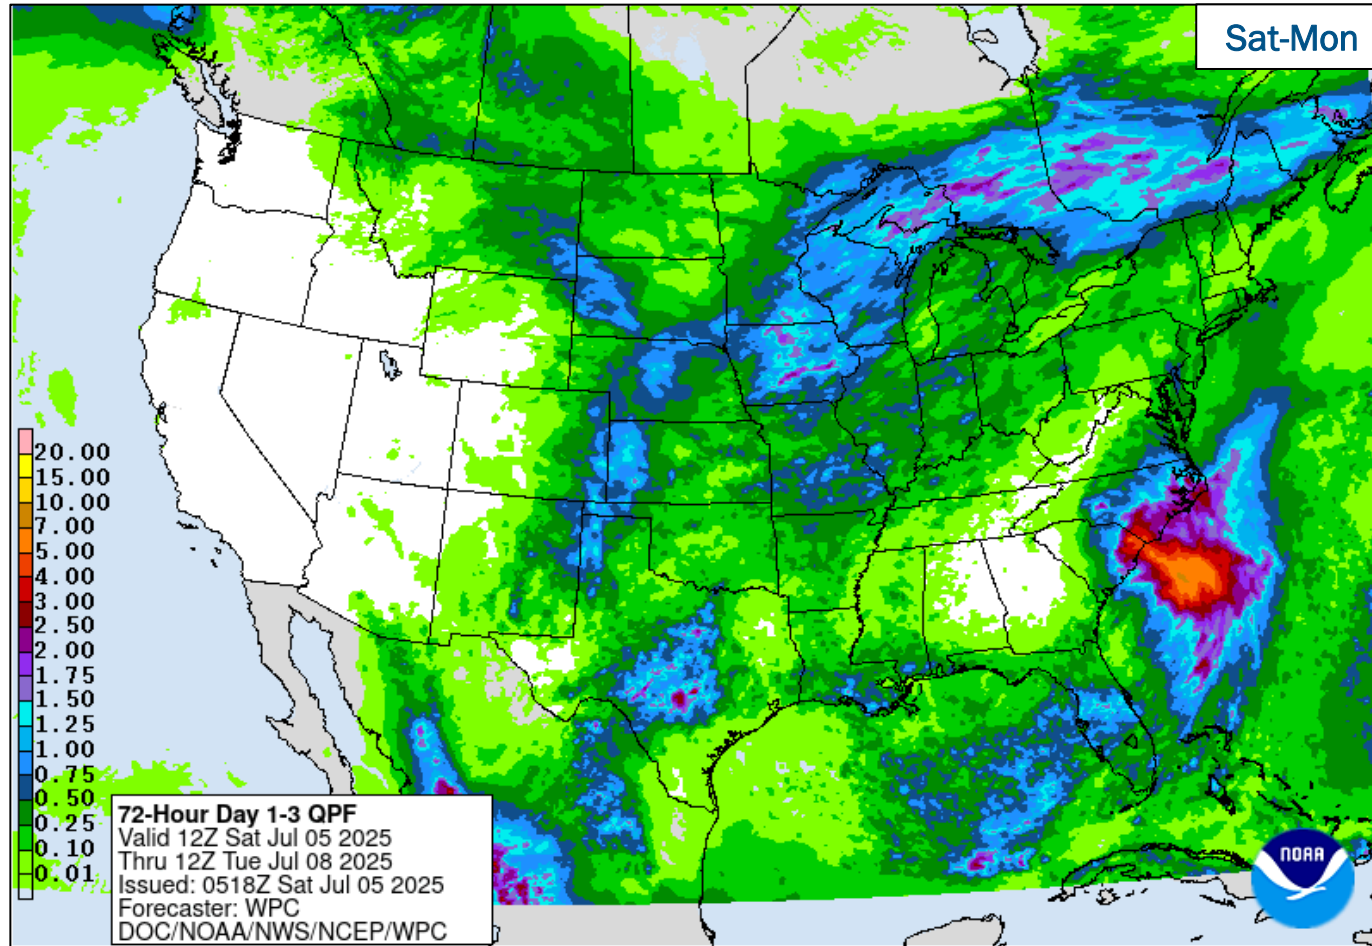 Sat-Mon
20.00
15.00
10.00
7.00
5.00
4.00
3.00
2.50
2.00
1.75
1.50
1.25
1.00
0.75
0.50
0.25
0.10
0.01
72-Hour Day 1-3 QPF
Valid 12Z Sat Jul 05 2025
Thru 12Z Tue Jul 08 2025
Issued: 0518Z Sat Jul 05 2025
Forecaster: WPC
DOC/NOAA/NWS/NCEP/WPC
NOAA